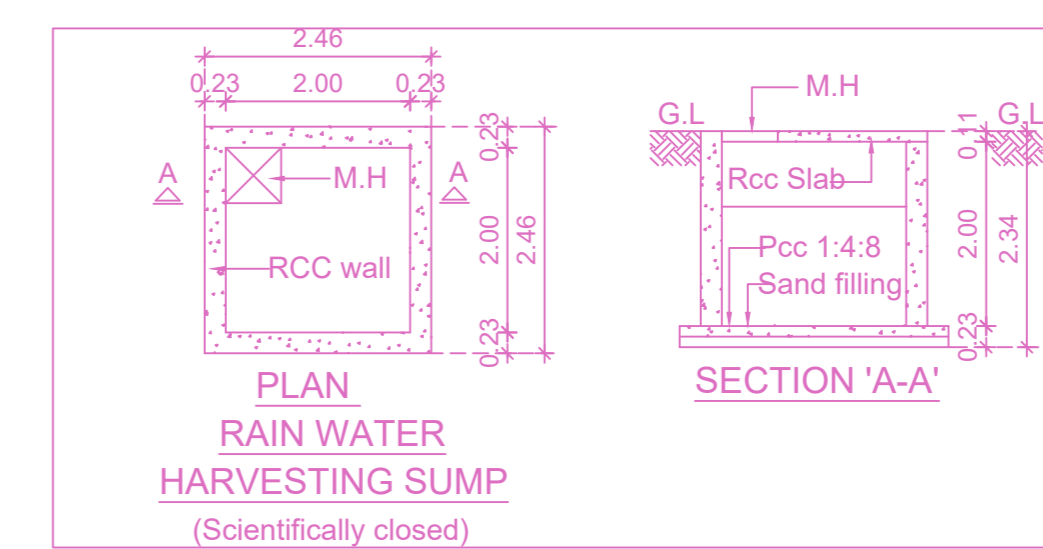 2.46
0.23 2.00 0.23
A
M.H
A
RCC wall
0.23
2.00
0.23
2.46
PLAN
RAIN WATER
HARVESTING SUMP
(Scientifically closed)
M.H
G.L
G.L
Rcc Slab
Pcc 1:4:8
Sand filling
0.11
2.00
0.23
2.34
SECTION 'A-A'